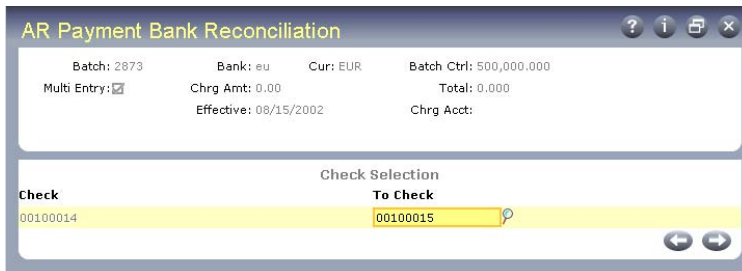 AR Payment Bank Reconciliation
Batch: 2873 Bank: eu Cur: EUR Batch Ctrl: 500,000.000
Multi Entry: Chrg Amt: 0.00 Total: 0.000
Effective: 08/15/2002 Chrg Acct:
Check Selection
Check To Check
00100014 00100015